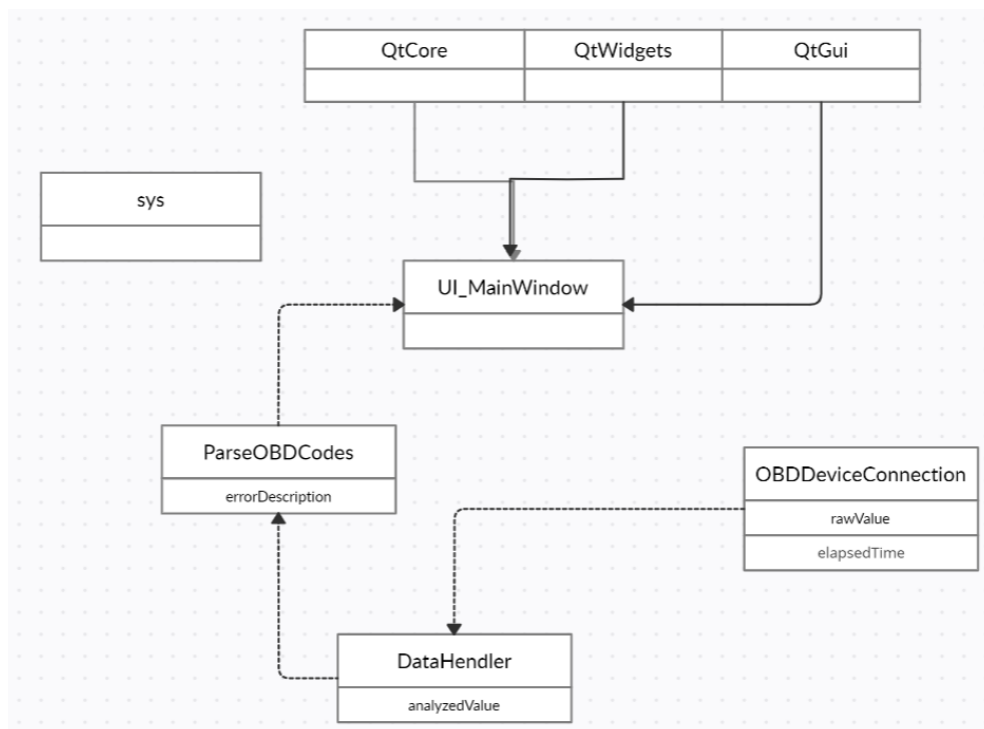 QtCore
QtWidgets
QtGui
sys
UI_MainWindow
ParseOBDCodes
errorDescription
OBDDeviceConnection
rawValue
elapsedTime
DataHendler
analyzedValue